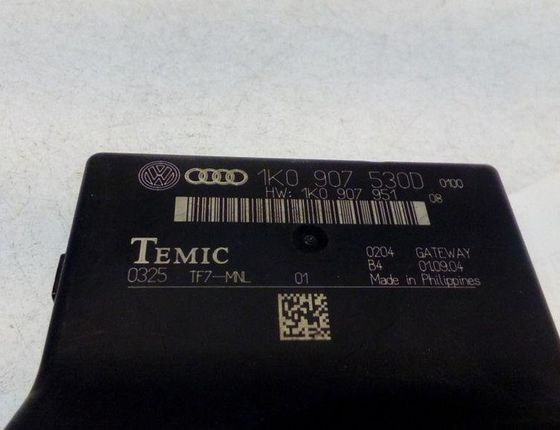 1K0 907 530D 0100
HW: 1K0 907 951 08
TEMIC
0204 GATEWAY
0325 TF7-MNL 01 B4 01.09.04
Made in Philippines